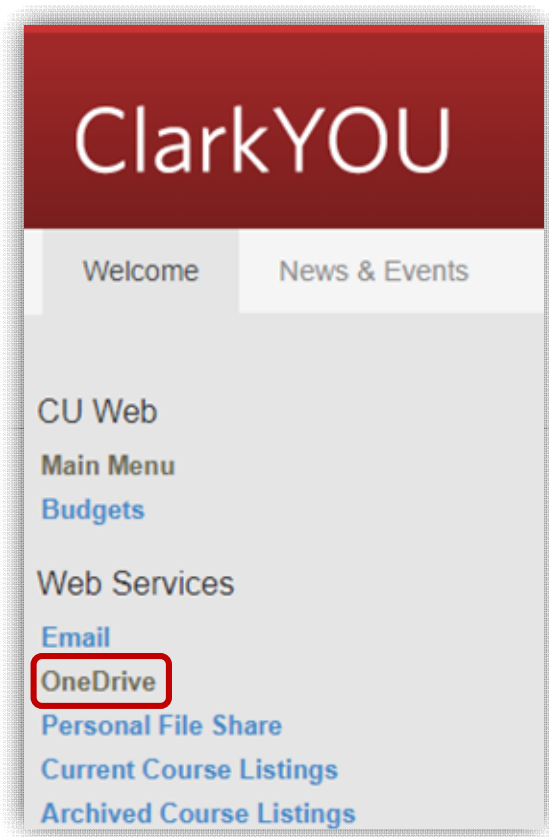 ClarkYOU
Welcome News & Events
CU Web
Main Menu
Budgets
Web Services
Email
OneDrive
Personal File Share
Current Course Listings
Archived Course Listings